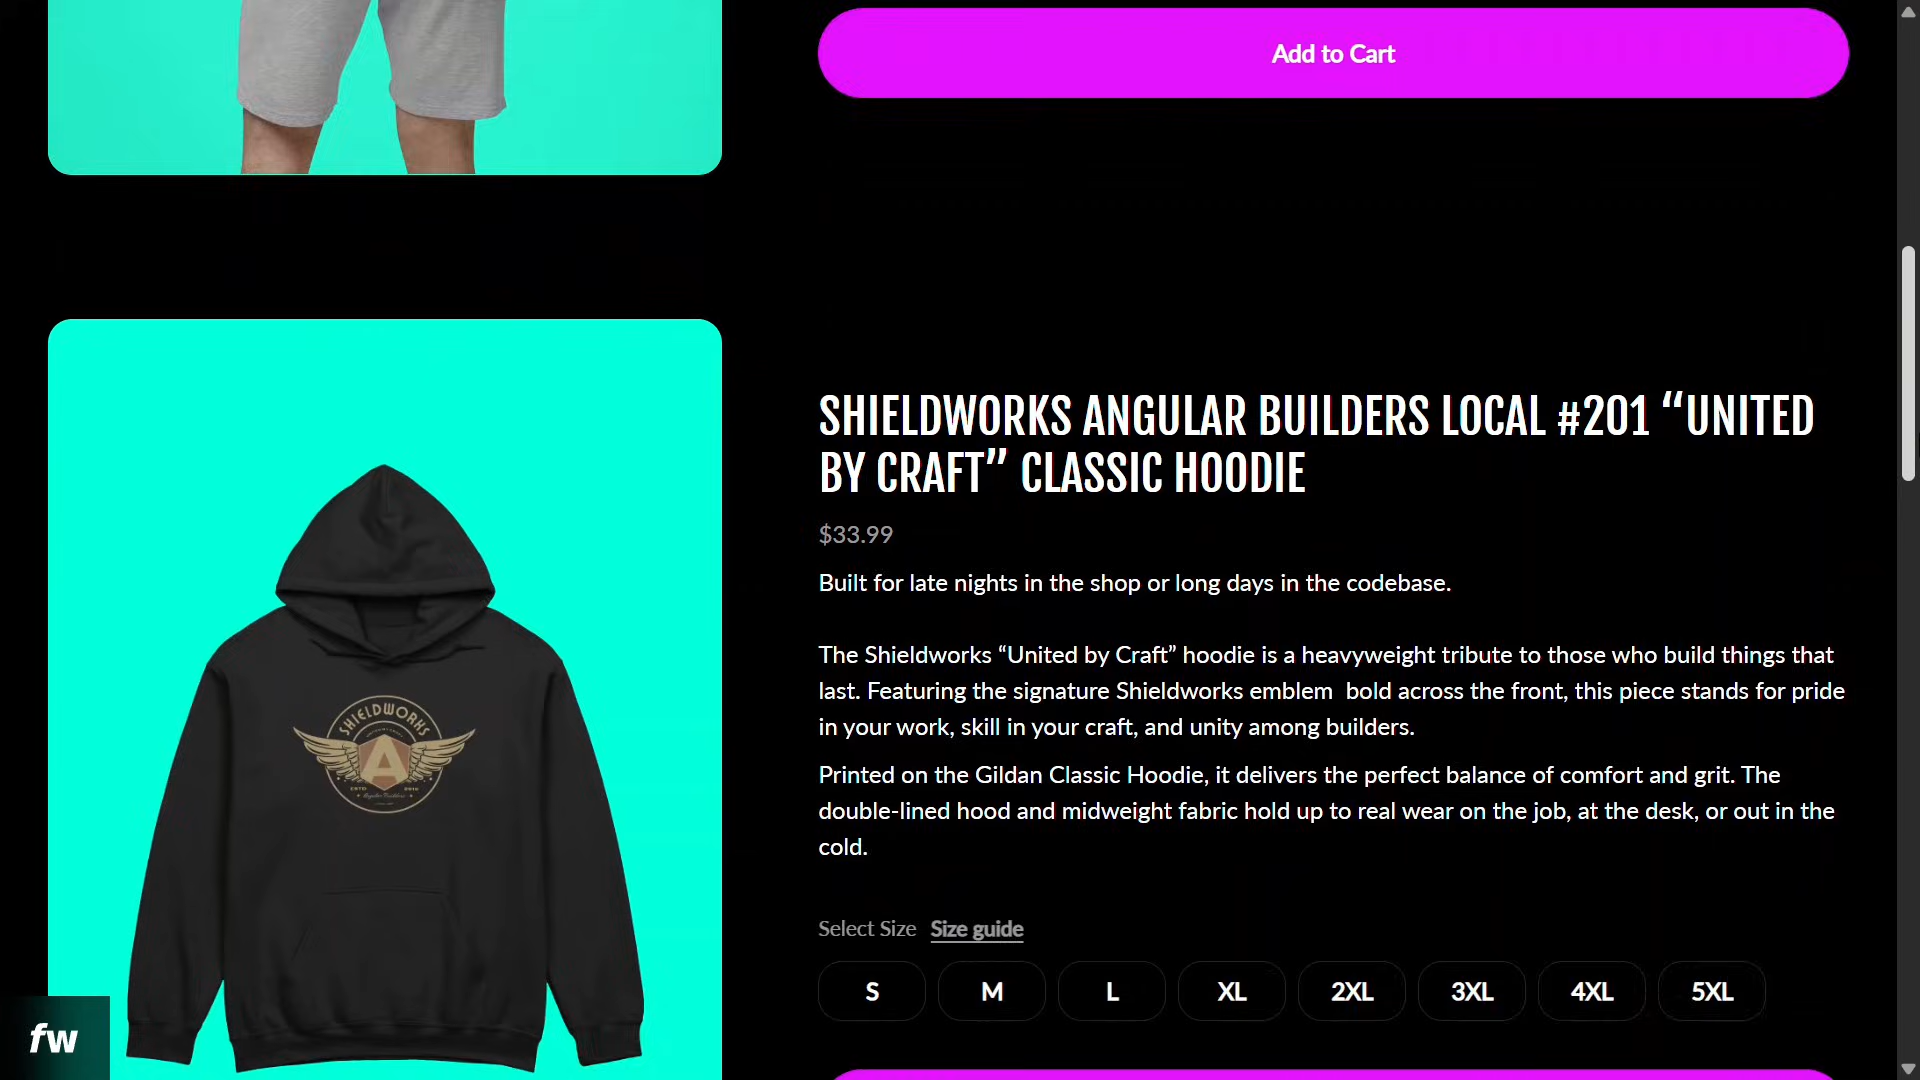 Add to Cart
SHIELDWORKS ANGULAR BUILDERS LOCAL #201 “UNITED
BY CRAFT” CLASSIC HOODIE
$33.99
Built for late nights in the shop or long days in the codebase.
The Shieldworks “United by Craft” hoodie is a heavyweight tribute to those who build things that
last. Featuring the signature Shieldworks emblem  bold across the front, this piece stands for pride
in your work, skill in your craft, and unity among builders.
Printed on the Gildan Classic Hoodie, it delivers the perfect balance of comfort and grit. The
double-lined hood and midweight fabric hold up to real wear on the job, at the desk, or out in the
cold.
Select Size Size guide
S M L XL 2XL 3XL 4XL 5XL
SHIELDWORKS
A
fw